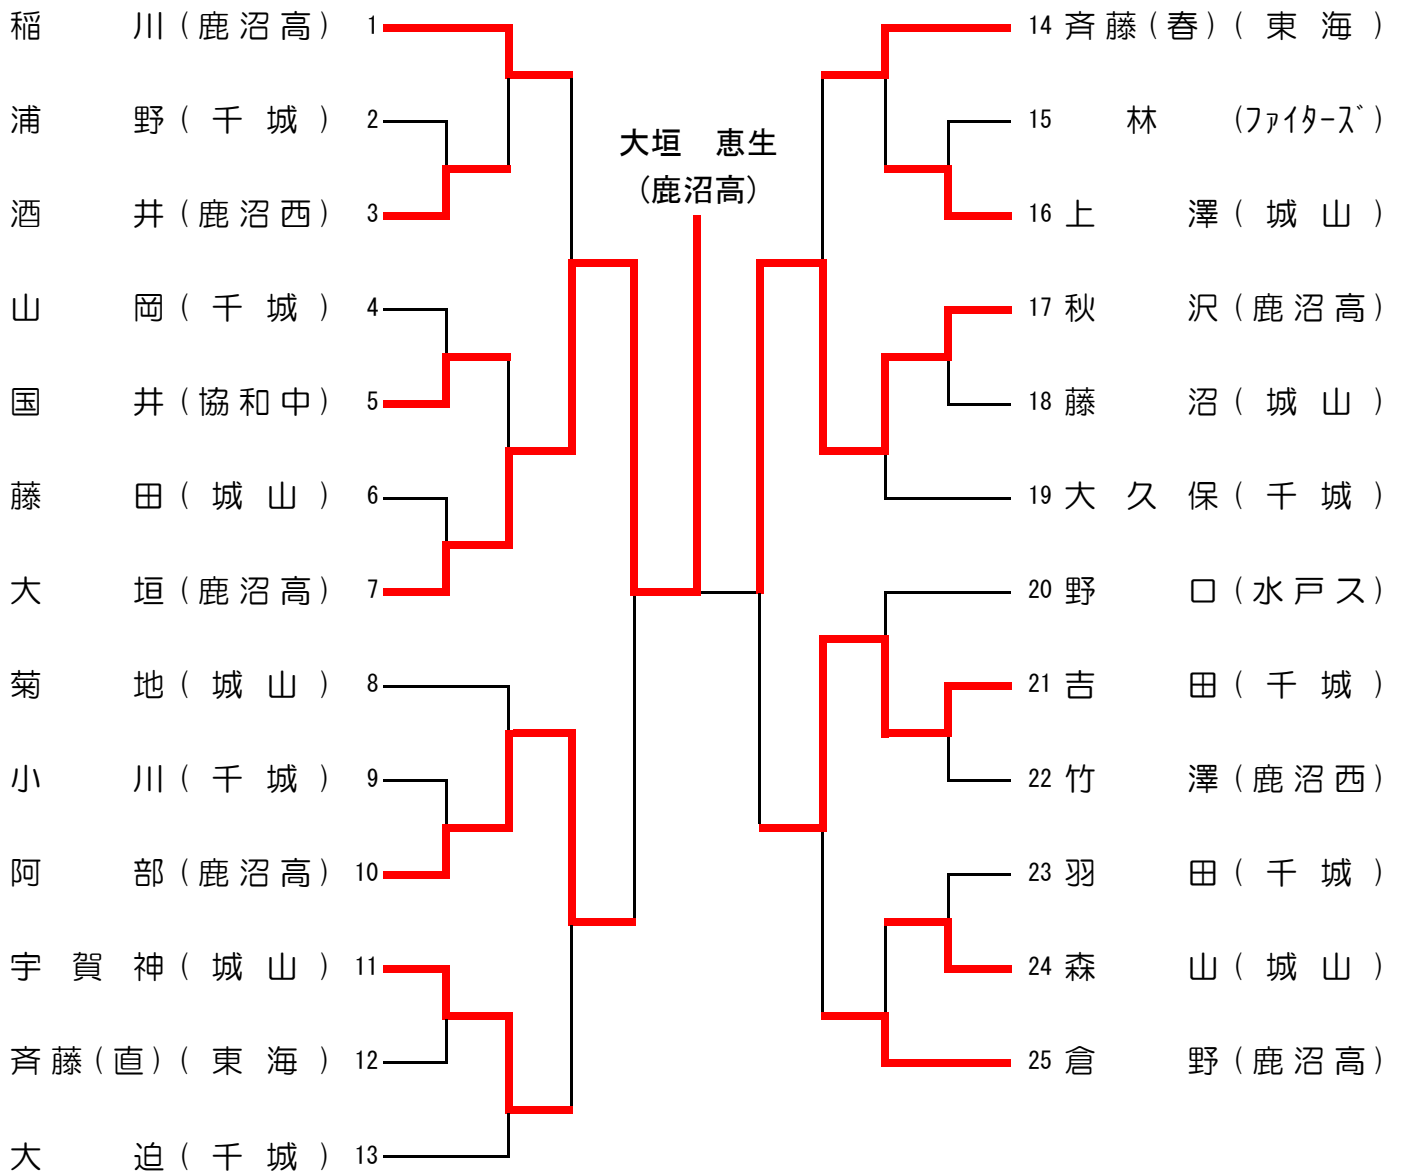 稲川(鹿沼高) 1
浦野(千城) 2
酒井(鹿沼西) 3
山岡(千城) 4
国井(協和中) 5
藤田(城山) 6
大垣(鹿沼高) 7
菊地(城山) 8
小川(千城) 9
阿部(鹿沼高) 10
宇賀神(城山) 11
斉藤(直)(東海) 12
大迫(千城) 13
大垣 恵生
(鹿沼高)
14 斉藤(春)(東海)
15 林(ﾌｧｲﾀｰｽﾞ)
16 上澤(城山)
17 秋沢(鹿沼高)
18 藤沼(城山)
19 大久保(千城)
20 野口(水戸ス)
21 吉田(千城)
22 竹澤(鹿沼西)
23 羽田(千城)
24 森山(城山)
25 倉野(鹿沼高)